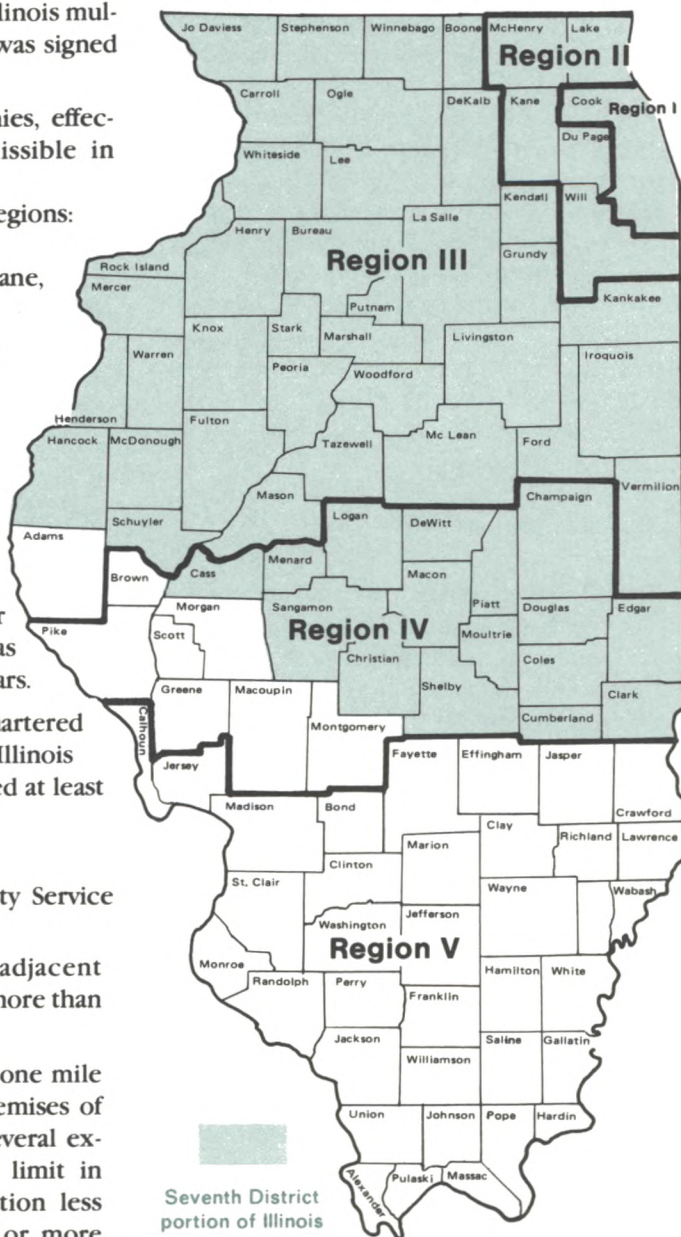 linois mul-
was signed
nies, effec-
issible in
egions:
ane,
r
as
ars.
nartered
Illinois
ed at least
ty Service
adjacent
more than
one mile
emises of
everal ex-
limit in
tion less
or more
Jo Daviess
Stephenson
Winnebago
Boone
McHenry
Lake
Region II
Carroll
Ogle
DeKalb
Kane
Cook
Region I
Du Page
Whiteside
Lee
Kendall
Will
La Salle
Henry
Bureau
Region III
Grundy
Rock Island
Mercer
Kankakee
Putnam
Knox
Stark
Marshall
Livingston
Warren
Iroquois
Peoria
Woodford
Henderson
Fulton
Hancock
McDonough
Tazewell
Mc Lean
Ford
Mason
Champaign
Vermilion
Schuyler
Logan
DeWitt
Adams
Menard
Brown
Cass
Macon
Morgan
Sangamon
Piatt
Douglas
Edgar
Pike
Scott
Region IV
Moultrie
Christian
Coles
Shelby
Greene
Macoupin
Clark
Calhoun
Montgomery
Cumberland
Jersey
Fayette
Effingham
Jasper
Madison
Bond
Crawford
Clay
Marion
Richland
Lawrence
Clinton
St. Clair
Wayne
Wabash
Jefferson
Washington
Region V
Monroe
Hamilton
White
Randolph
Perry
Franklin
Jackson
Saline
Gallatin
Williamson
Union
Johnson
Pope
Hardin
Alexander
Pulaski
Massac
Seventh District
portion of Illinois